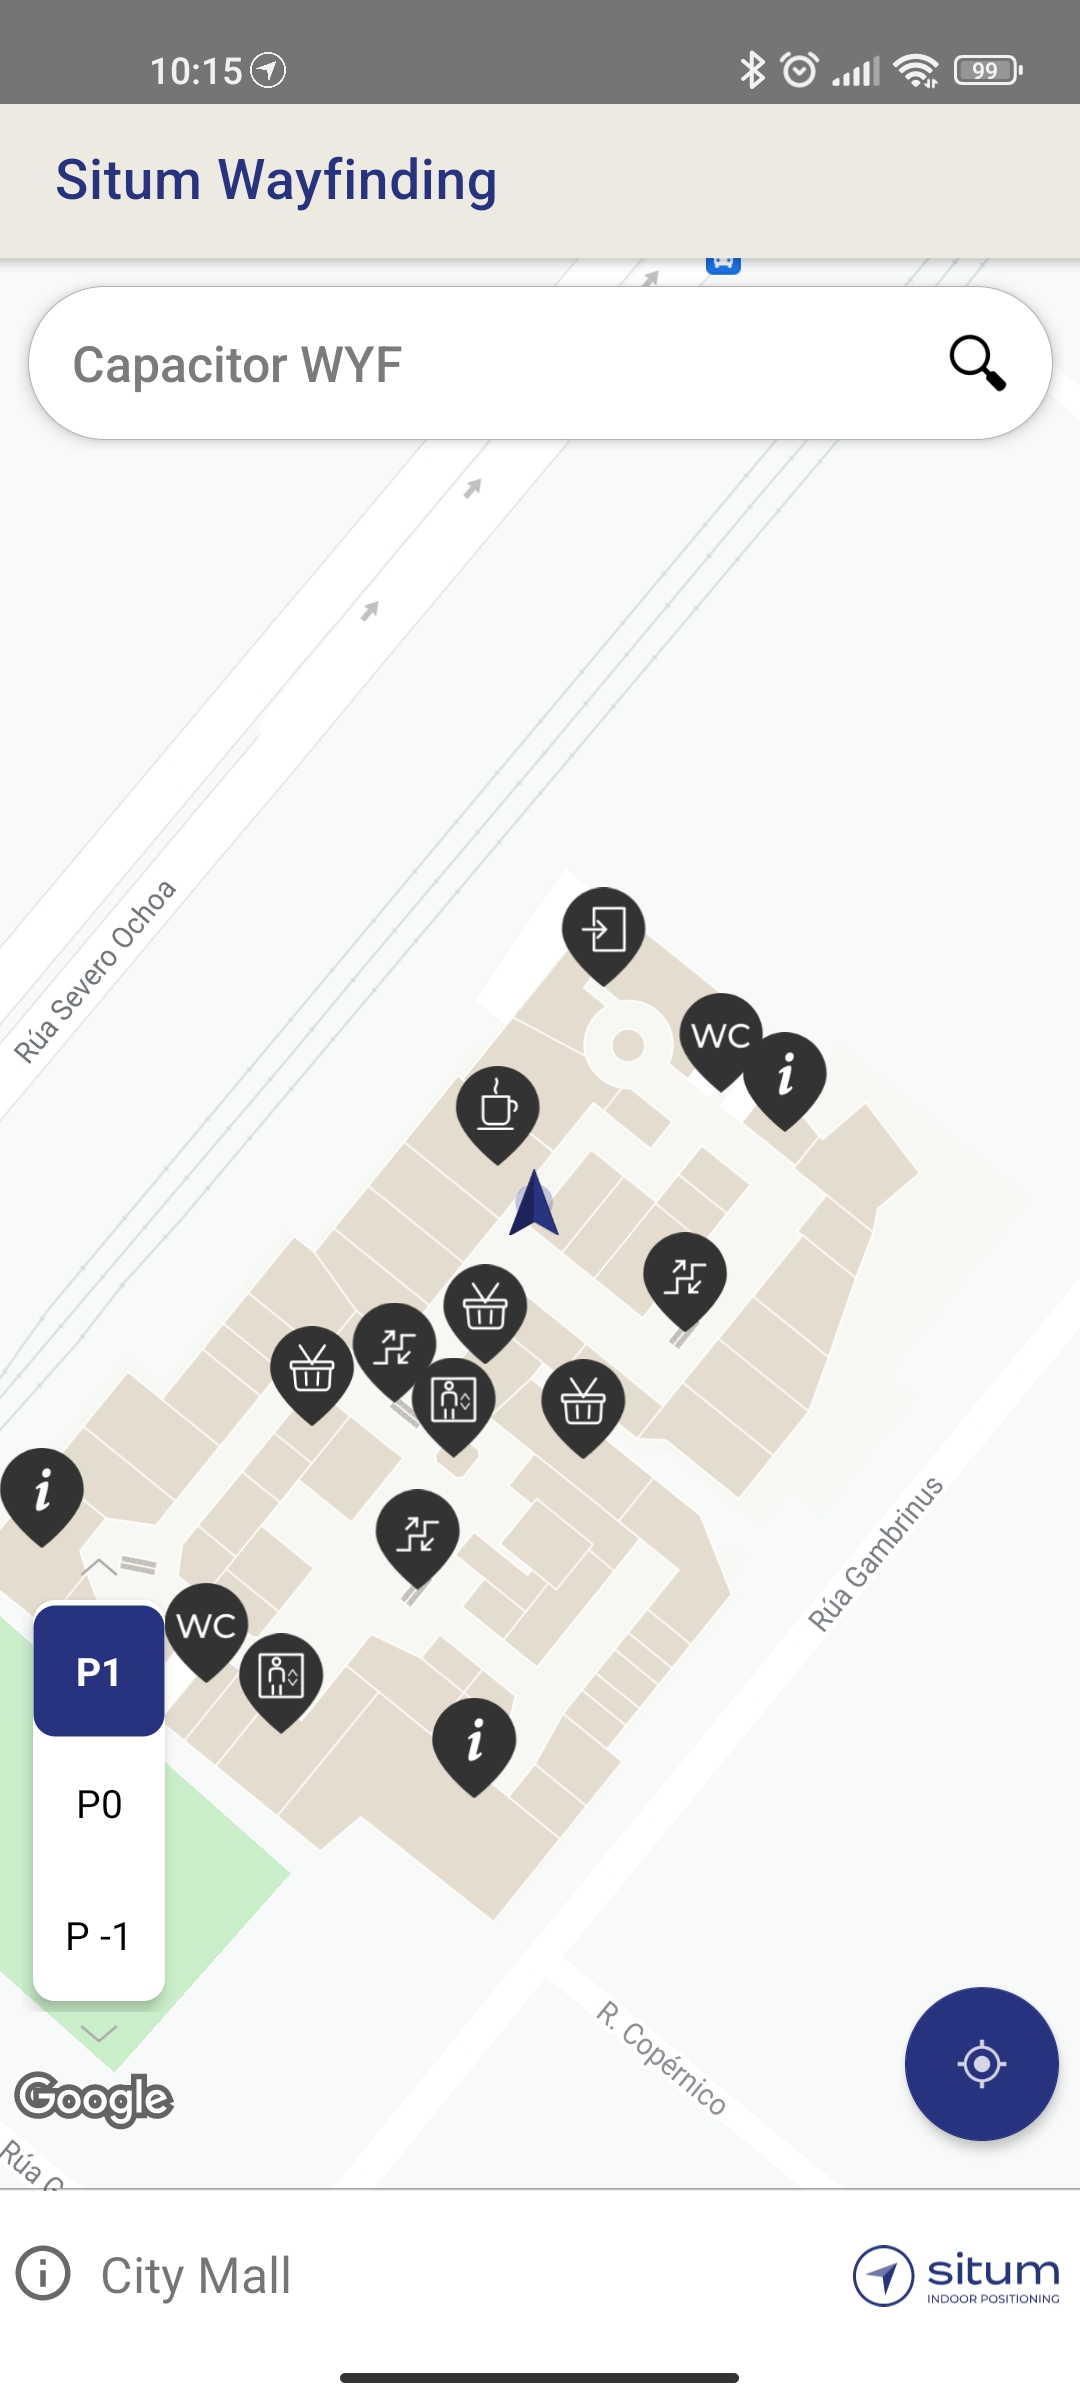 10:15
99
Situm Wayfinding
Capacitor WYF
Rúa Severo Ochoa
WC
i
i
Rúa Gambrinus
WC
P1
i
P0
P -1
R. Copérnico
Google
Rúa G
City Mall
situm
INDOOR POSITIONING